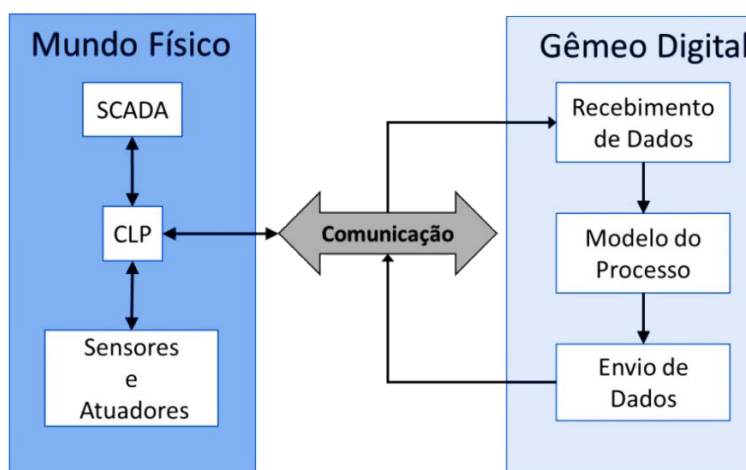 Mundo Físico
SCADA
CLP
Sensores
e
Atuadores
Comunicação
Gêmeo Digital
Recebimento
de Dados
Modelo do
Processo
Envio de
Dados